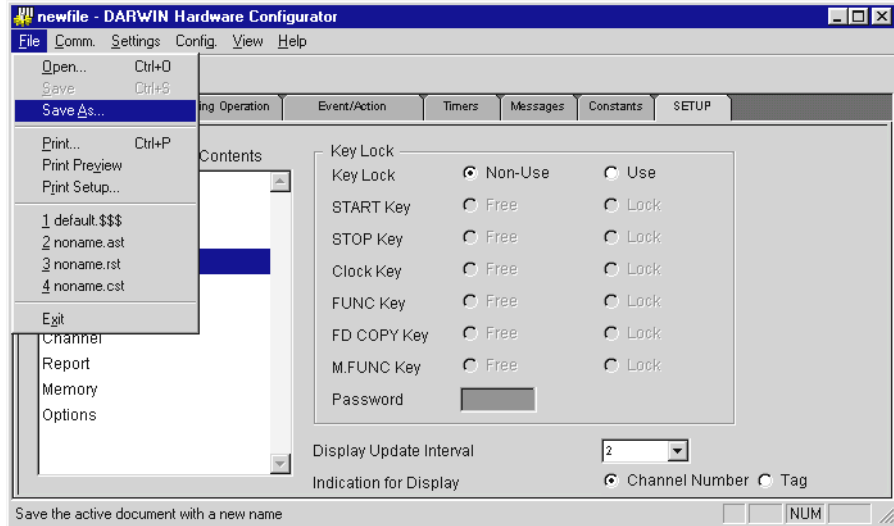 newfile - DARWIN Hardware Configurator
File Comm. Settings Config. View Help
Open... Ctrl+O
Save Ctrl+S
Save As...
Print... Ctrl+P
Print Preview
Print Setup...
1 default.$$$
2 noname.ast
3 noname.rst
4 noname.cst
Exit
ing Operation Event/Action Timers Messages Constants SETUP
Contents
Channel
Report
Memory
Options
Key Lock
Key Lock Non-Use Use
START Key Free Lock
STOP Key Free Lock
Clock Key Free Lock
FUNC Key Free Lock
FD COPY Key Free Lock
M.FUNC Key Free Lock
Password
Display Update Interval 2
Indication for Display Channel Number Tag
Save the active document with a new name NUM